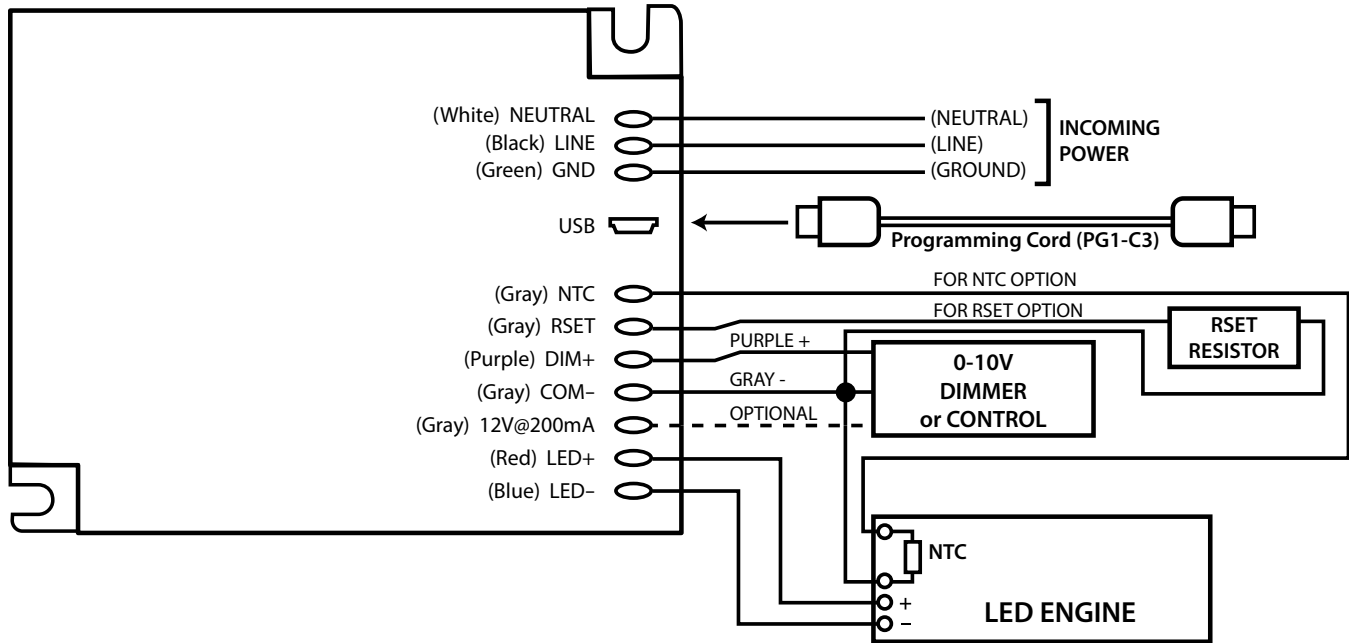 (White) NEUTRAL
(NEUTRAL)
(Black) LINE
(LINE)
(Green) GND
(GROUND)
INCOMING
POWER
USB
Programming Cord (PG1-C3)
(Gray) NTC
FOR NTC OPTION
(Gray) RSET
FOR RSET OPTION
RSET
RESISTOR
(Purple) DIM+
PURPLE +
(Gray) COM–
GRAY -
0-10V
DIMMER
or CONTROL
(Gray) 12V@200mA
OPTIONAL
(Red) LED+
(Blue) LED–
NTC
+
–
LED ENGINE